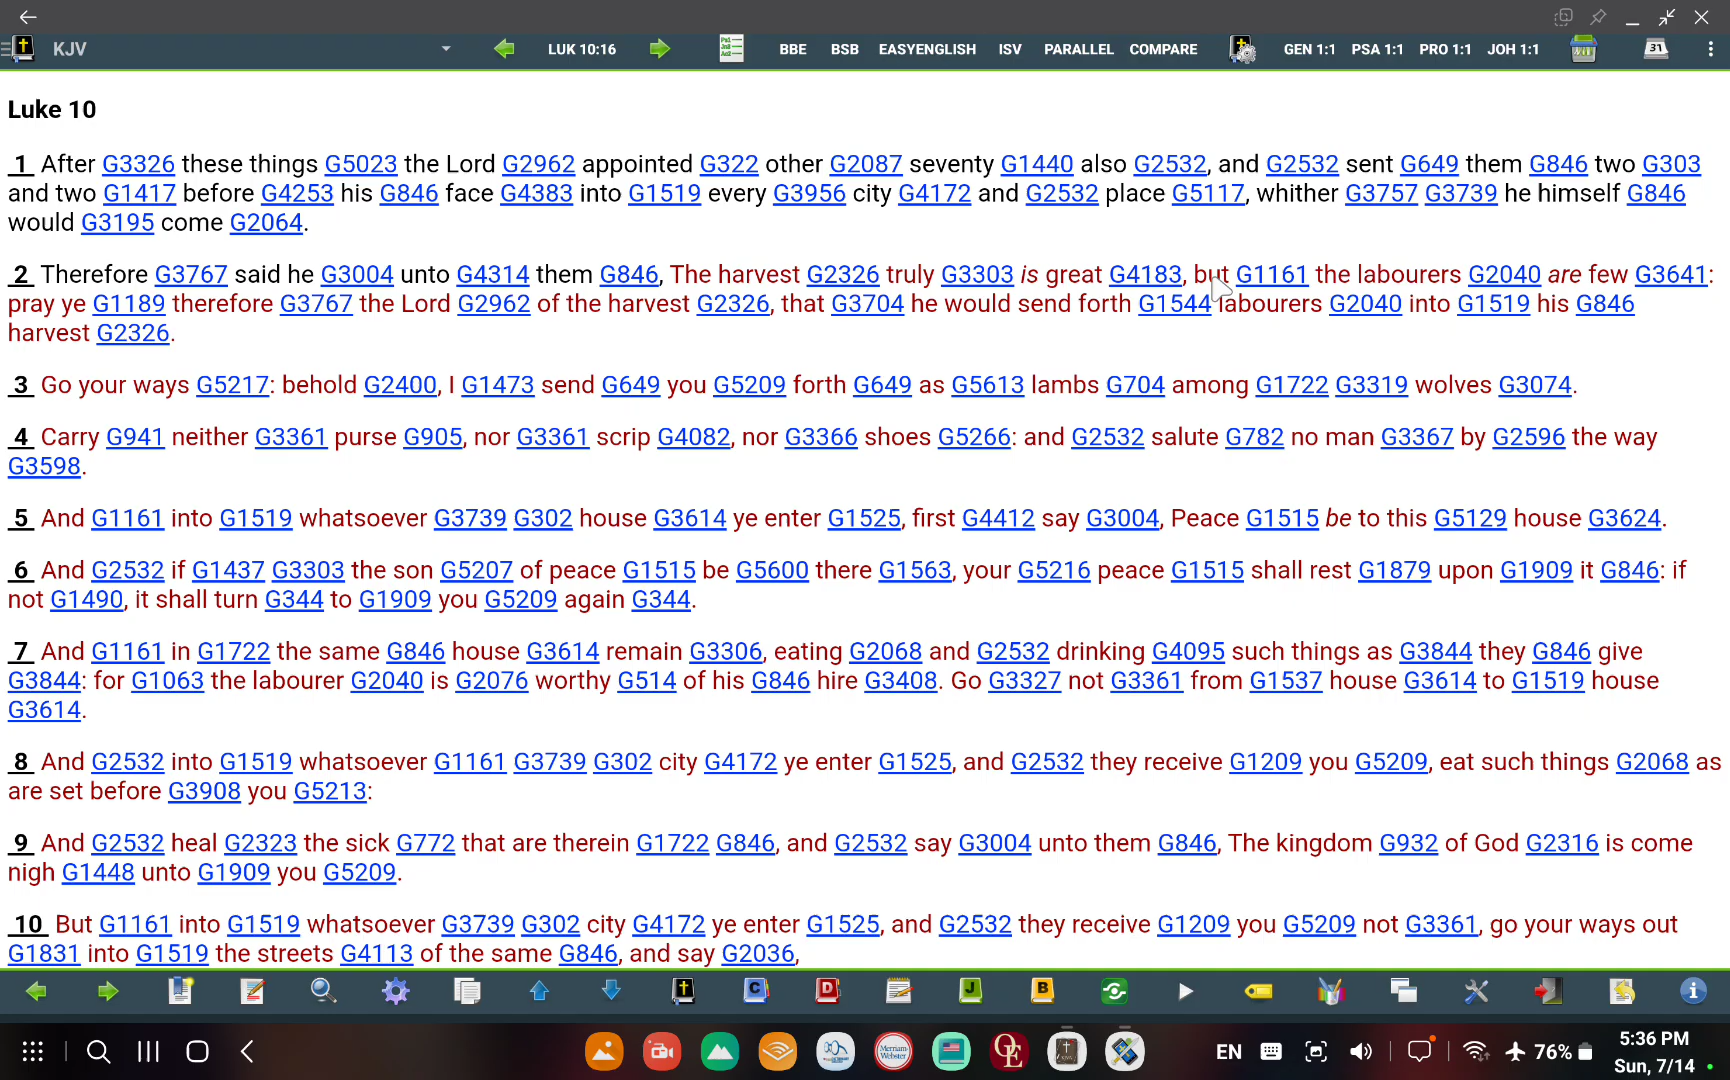 KJV
LUK 10:16
BBE BSB EASYENGLISH ISV PARALLEL COMPARE
GEN 1:1 PSA 1:1 PRO 1:1 JOH 1:1
31
Luke 10
1 After G3326 these things G5023 the Lord G2962 appointed G322 other G2087 seventy G1440 also G2532, and G2532 sent G649 them G846 two G303
and two G1417 before G4253 his G846 face G4383 into G1519 every G3956 city G4172 and G2532 place G5117, whither G3757 G3739 he himself G846
would G3195 come G2064.
2 Therefore G3767 said he G3004 unto G4314 them G846, The harvest G2326 truly G3303 is great G4183, but G1161 the labourers G2040 are few G3641:
pray ye G1189 therefore G3767 the Lord G2962 of the harvest G2326, that G3704 he would send forth G1544 labourers G2040 into G1519 his G846
harvest G2326.
3 Go your ways G5217: behold G2400, I G1473 send G649 you G5209 forth G649 as G5613 lambs G704 among G1722 G3319 wolves G3074.
4 Carry G941 neither G3361 purse G905, nor G3361 scrip G4082, nor G3366 shoes G5266: and G2532 salute G782 no man G3367 by G2596 the way
G3598.
5 And G1161 into G1519 whatsoever G3739 G302 house G3614 ye enter G1525, first G4412 say G3004, Peace G1515 be to this G5129 house G3624.
6 And G2532 if G1437 G3303 the son G5207 of peace G1515 be G5600 there G1563, your G5216 peace G1515 shall rest G1879 upon G1909 it G846: if
not G1490, it shall turn G344 to G1909 you G5209 again G344.
7 And G1161 in G1722 the same G846 house G3614 remain G3306, eating G2068 and G2532 drinking G4095 such things as G3844 they G846 give
G3844: for G1063 the labourer G2040 is G2076 worthy G514 of his G846 hire G3408. Go G3327 not G3361 from G1537 house G3614 to G1519 house
G3614.
8 And G2532 into G1519 whatsoever G1161 G3739 G302 city G4172 ye enter G1525, and G2532 they receive G1209 you G5209, eat such things G2068 as
are set before G3908 you G5213:
9 And G2532 heal G2323 the sick G772 that are therein G1722 G846, and G2532 say G3004 unto them G846, The kingdom G932 of God G2316 is come
nigh G1448 unto G1909 you G5209.
10 But G1161 into G1519 whatsoever G3739 G302 city G4172 ye enter G1525, and G2532 they receive G1209 you G5209 not G3361, go your ways out
G1831 into G1519 the streets G4113 of the same G846, and say G2036,
C D J B
Merriam-Webster OE EN 76% 5:36 PM
Sun, 7/14